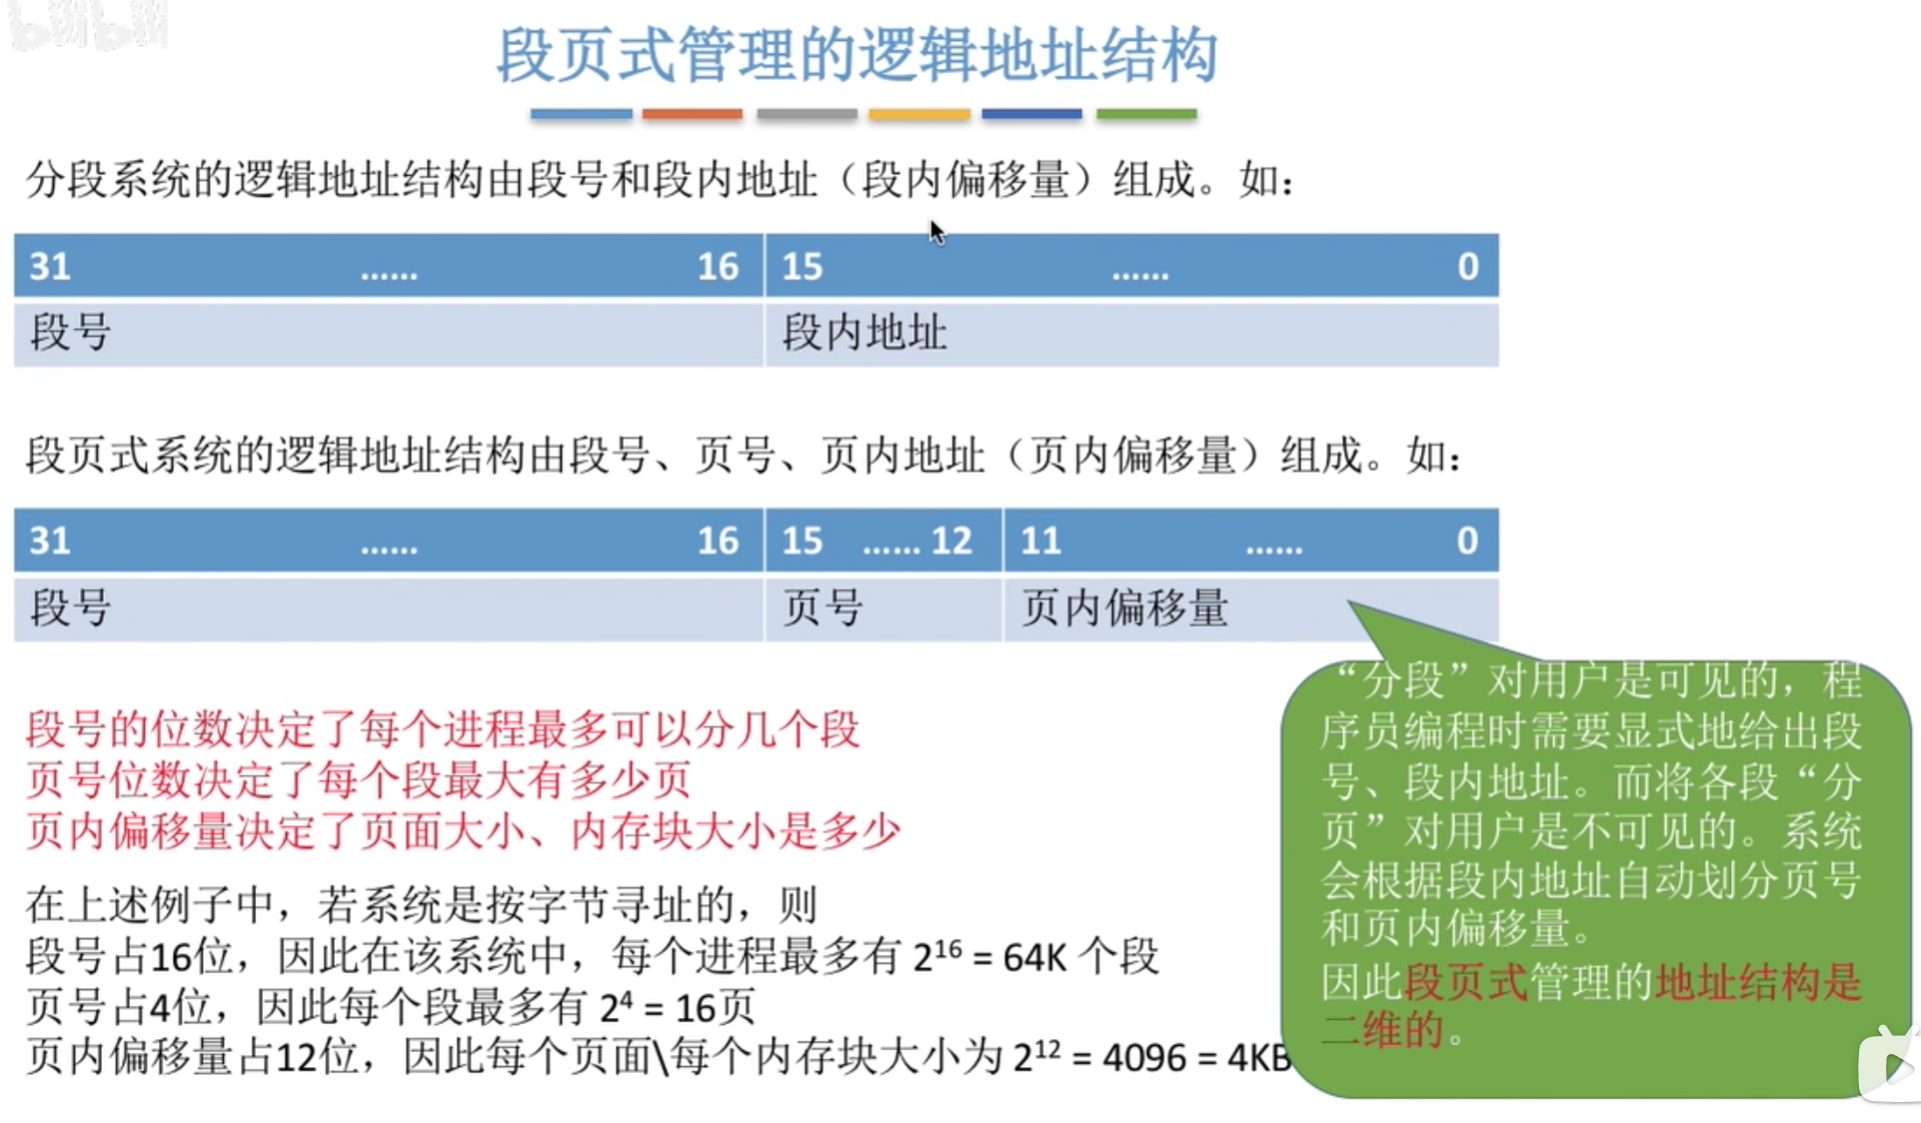 bilibili
段页式管理的逻辑地址结构
分段系统的逻辑地址结构由段号和段内地址（段内偏移量）组成。如：
31 …… 16 15 …… 0
段号 段内地址
段页式系统的逻辑地址结构由段号、页号、页内地址（页内偏移量）组成。如：
31 …… 16 15 …… 12 11 …… 0
段号 页号 页内偏移量
段号的位数决定了每个进程最多可以分几个段
页号位数决定了每个段最大有多少页
页内偏移量决定了页面大小、内存块大小是多少
在上述例子中，若系统是按字节寻址的，则
段号占16位，因此在该系统中，每个进程最多有 2¹⁶ = 64K 个段
页号占4位，因此每个段最多有 2⁴ = 16页
页内偏移量占12位，因此每个页面\每个内存块大小为 2¹² = 4096 = 4KB
“分段”对用户是可见的，程
序员编程时需要显式地给出段
号、段内地址。而将各段“分
页”对用户是不可见的。系统
会根据段内地址自动划分页号
和页内偏移量。
因此段页式管理的地址结构是
二维的。